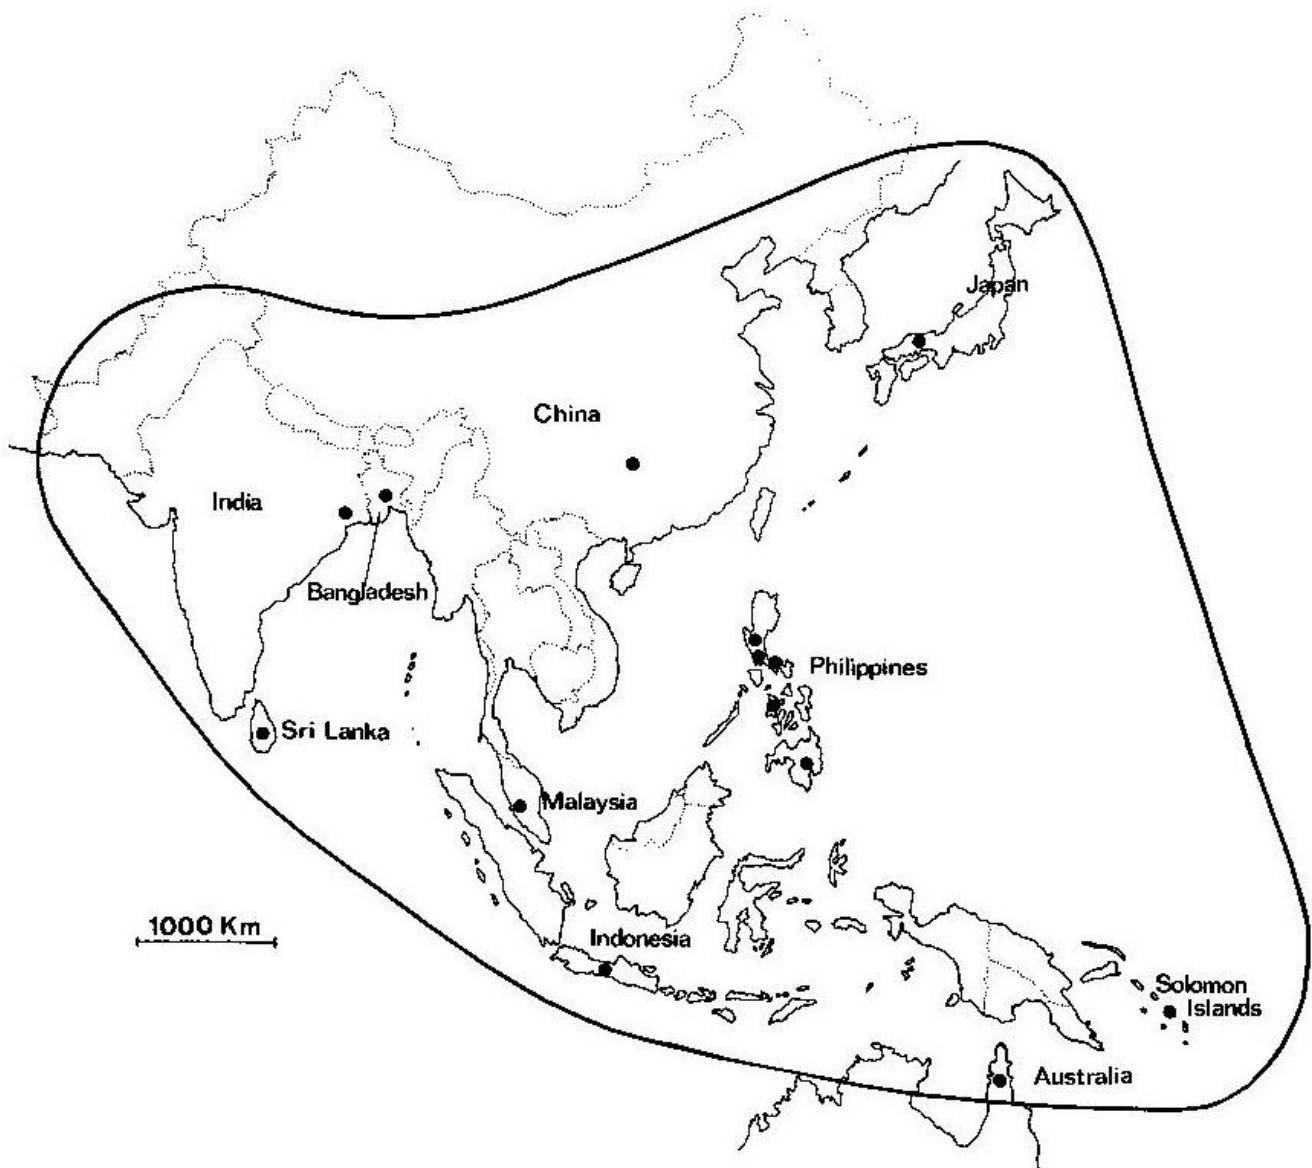 Japan
China
India
Bangladesh
Philippines
Sri Lanka
Malaysia
1000 Km
Indonesia
Solomon
Islands
Australia